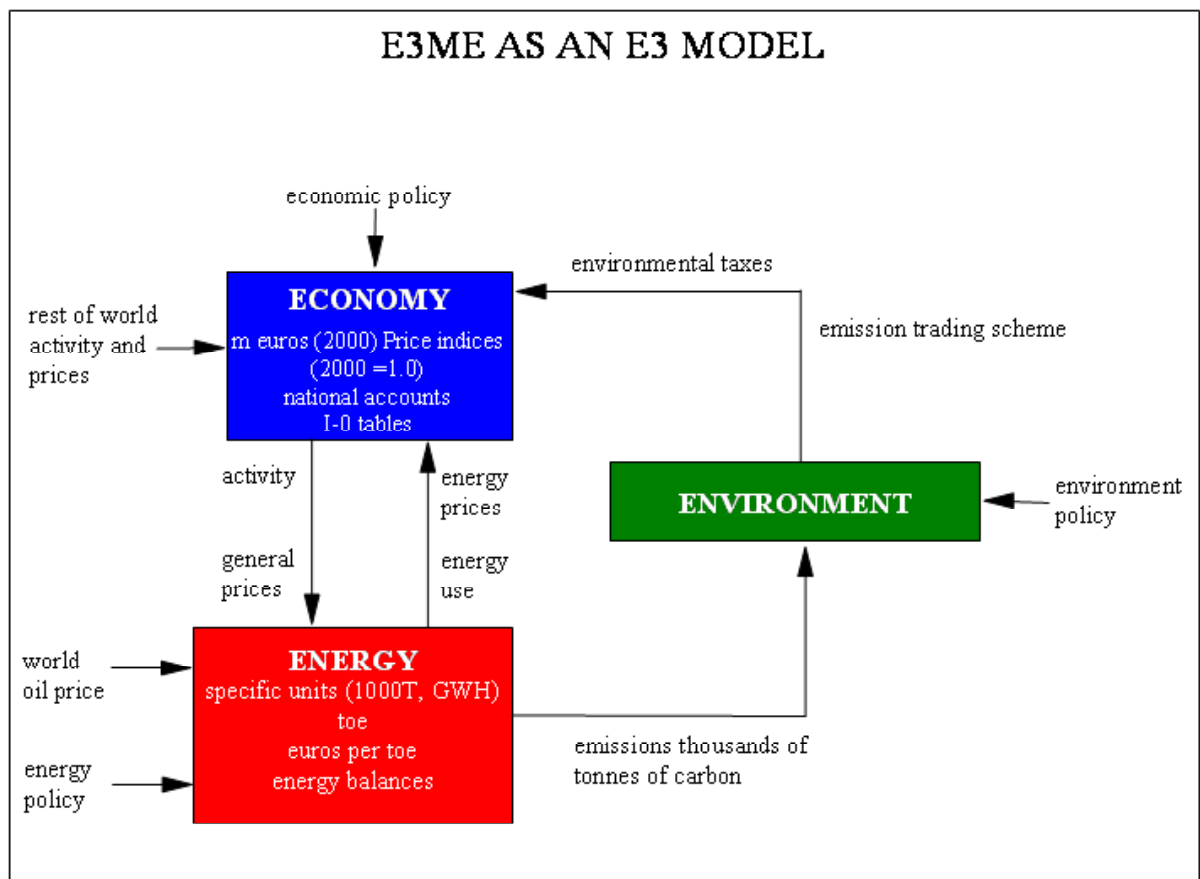 E3ME AS AN E3 MODEL
economic policy
environmental taxes
ECONOMY
m euros (2000) Price indices
(2000 =1.0)
national accounts
I-0 tables
rest of world
activity and
prices
emission trading scheme
activity
general
prices
energy
prices
energy
use
ENVIRONMENT
environment
policy
world
oil price
energy
policy
ENERGY
specific units (1000T, GWH)
toe
euros per toe
energy balances
emissions thousands of
tonnes of carbon